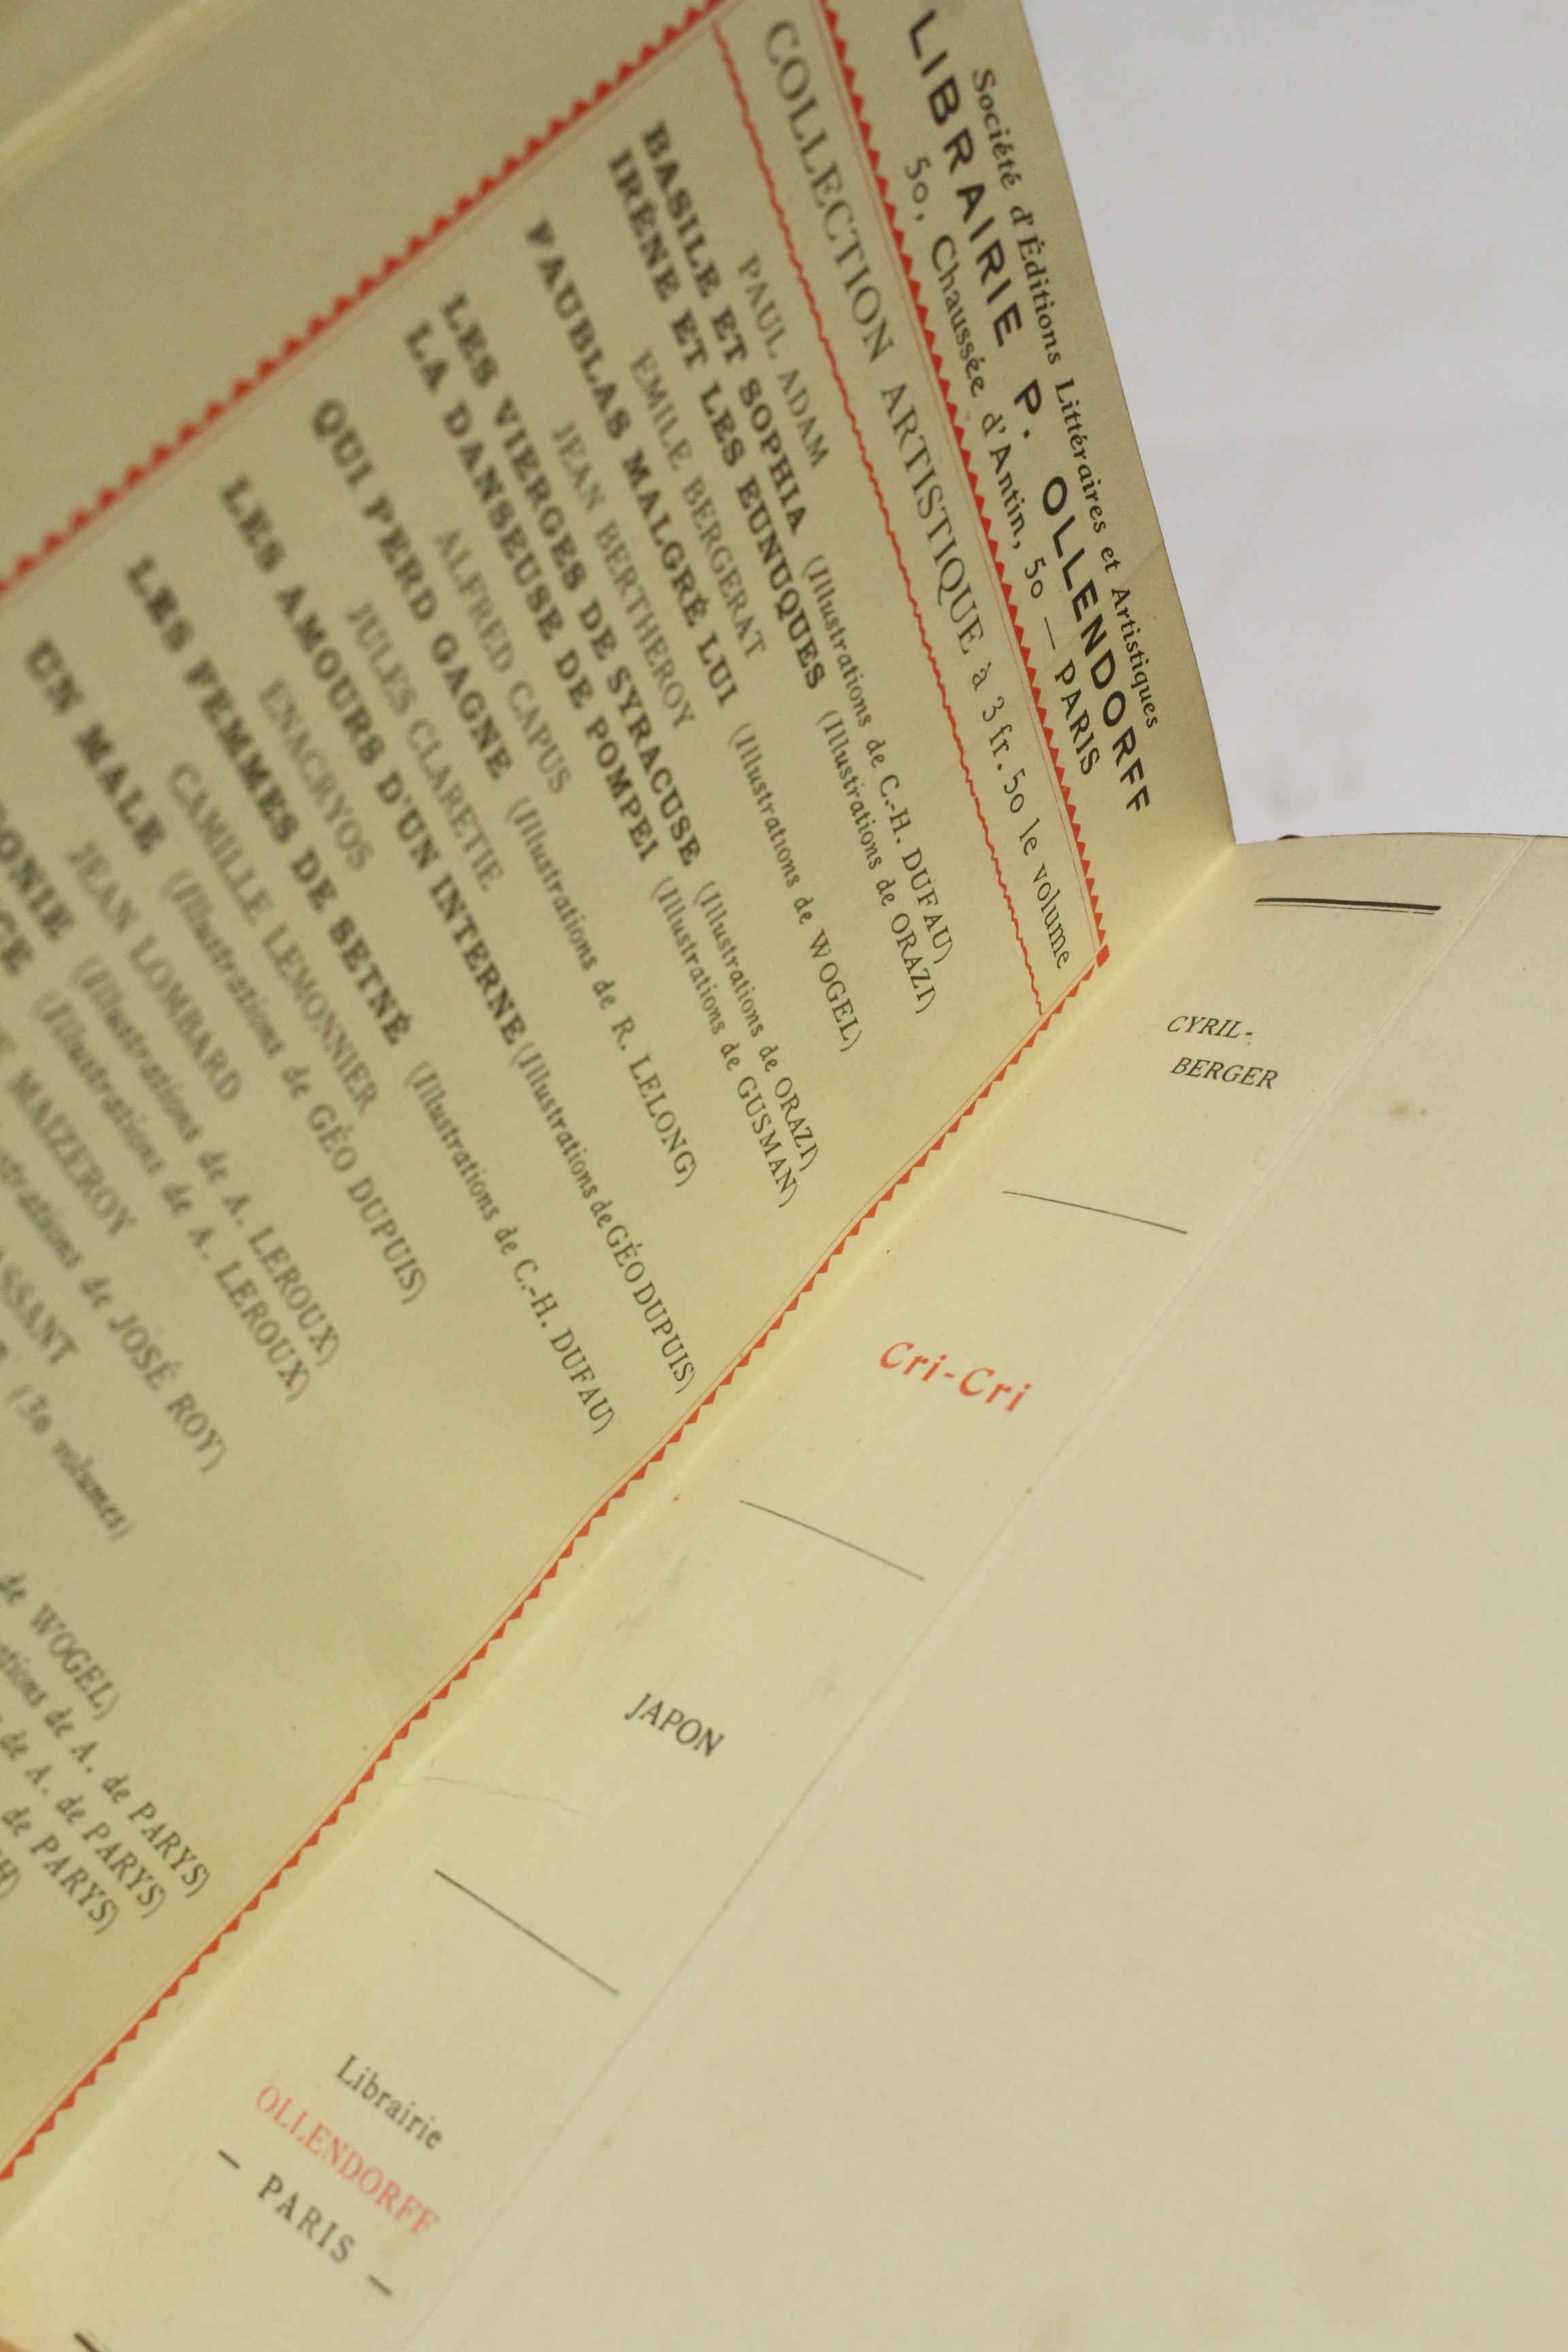 Société d'Éditions Littéraires et Artistiques
LIBRAIRIE P. OLLENDORFF
50, Chaussée d'Antin, 50 — PARIS
COLLECTION ARTISTIQUE à 3 fr. 50 le volume
PAUL ADAM
BASILE ET SOPHIA (Illustrations de C.-H. DUFAU)
IRÈNE ET LES EUNUQUES (Illustrations de ORAZI)
EMILE BERGERAT
FAUBLAS MALGRÉ LUI (Illustrations de WOGEL)
JEAN BERTHEROY
LES VIERGES DE SYRACUSE (Illustrations de ORAZI)
LA DANSEUSE DE POMPEI (Illustrations de GUSMAN)
ALFRED CAPUS
QUI PERD GAGNE (Illustrations de R. LELONG)
JULES CLARETIE
LES AMOURS D'UN INTERNE (Illustrations de GÉO DUPUIS)
ENACRYOS
LES FEMMES DE SETNÉ (Illustrations de C.-H. DUFAU)
CAMILLE LEMONNIER
UN MALE (Illustrations de GÉO DUPUIS)
JEAN LOMBARD
(Illustrations de A. LEROUX)
(Illustrations de A. LEROUX)
MAIZEROY
de JOSÉ ROY)
(30 volumes)
de WOGEL)
de A. de PARYS)
de A. de PARYS)
de PARYS)
CYRIL-
BERGER
Cri-Cri
JAPON
Librairie
OLLENDORFF
— PARIS —